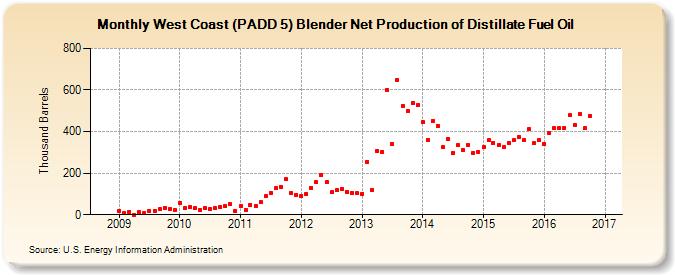 Monthly West Coast (PADD 5) Blender Net Production of Distillate Fuel Oil
Thousand Barrels
800
600
400
200
0
2009 2010 2011 2012 2013 2014 2015 2016 2017
Source: U.S. Energy Information Administration